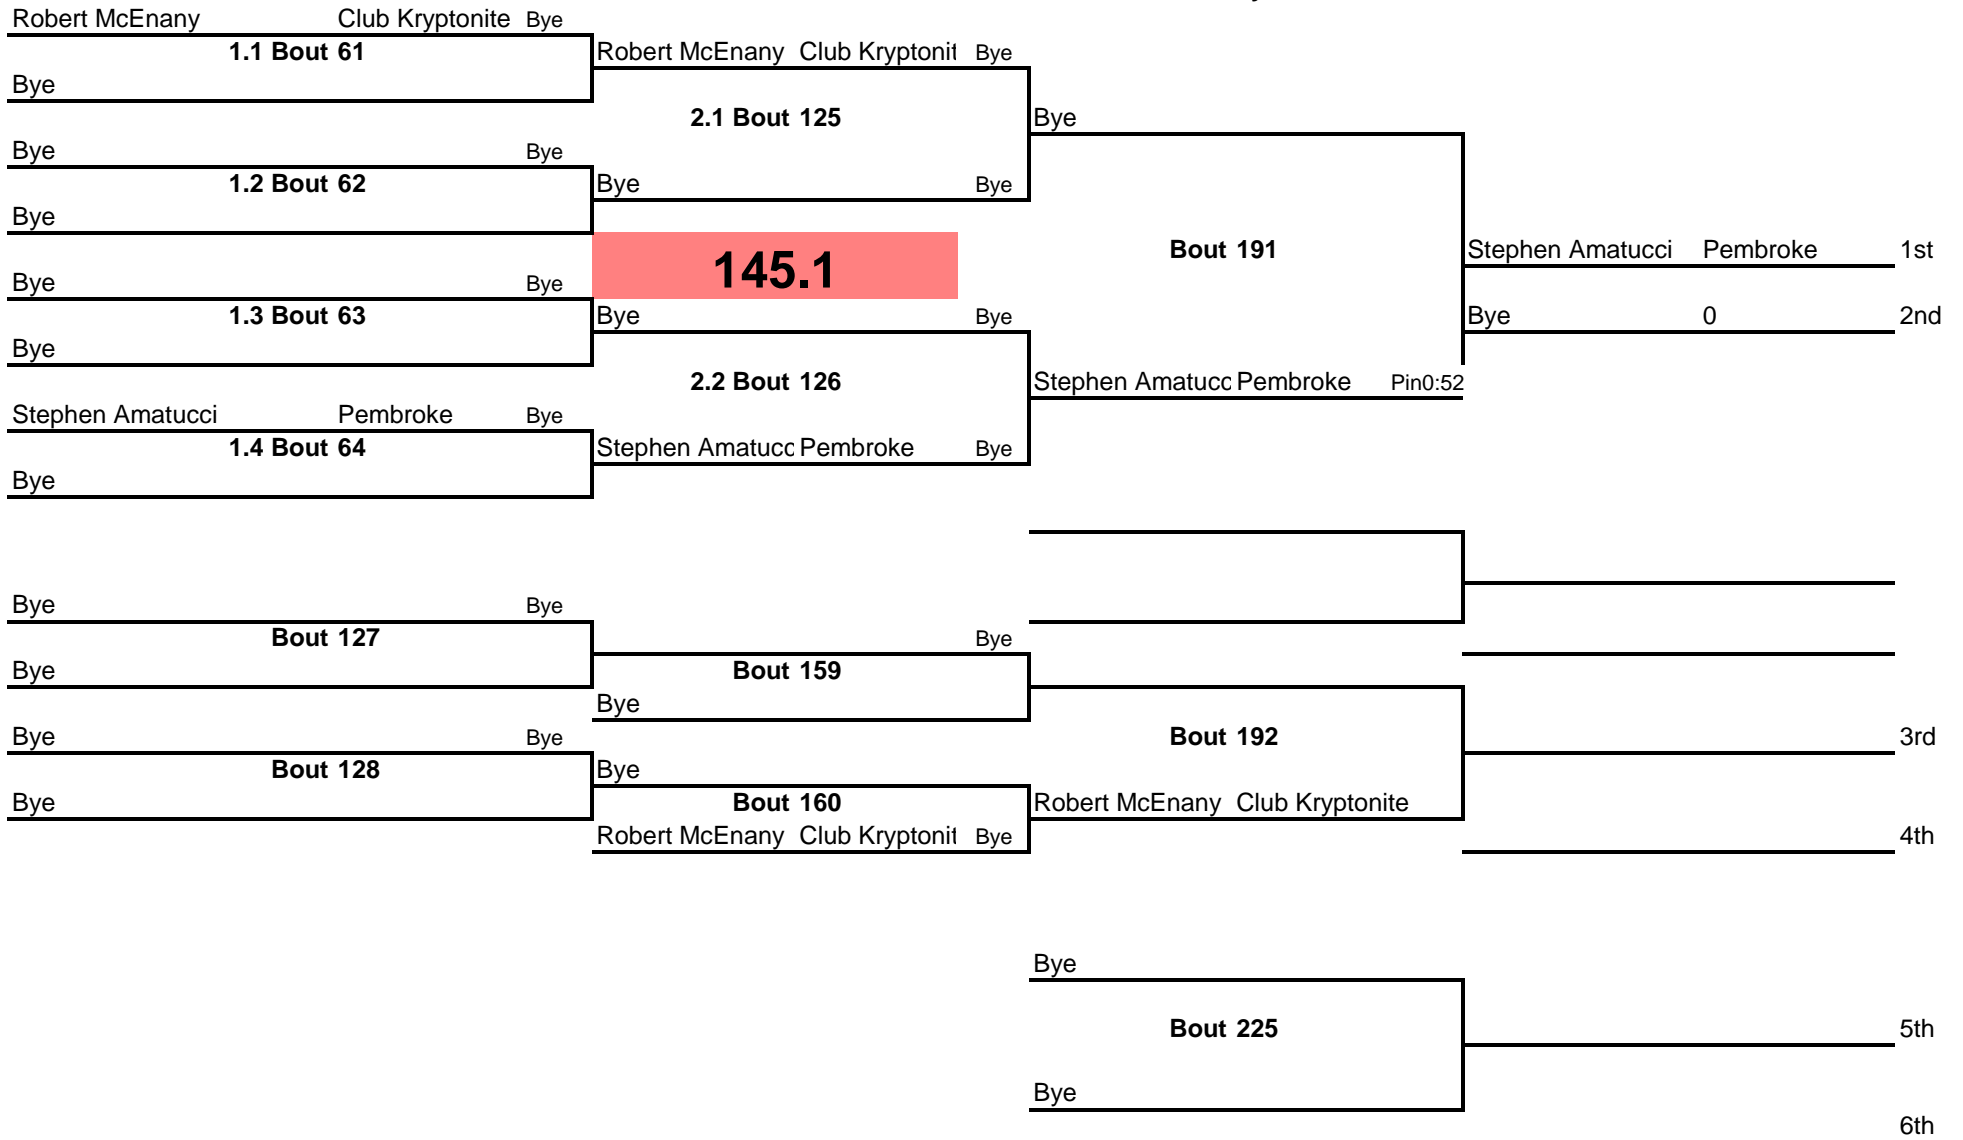 Robert McEnany Club Kryptonite Bye
1.1 Bout 61 Robert McEnany Club Kryptonit Bye
Bye
2.1 Bout 125 Bye
Bye Bye
1.2 Bout 62 Bye Bye
Bye
145.1 Bout 191 Stephen Amatucci Pembroke 1st
Bye Bye
1.3 Bout 63 Bye Bye Bye 0 2nd
Bye
2.2 Bout 126 Stephen Amatucc Pembroke Pin0:52
Stephen Amatucci Pembroke Bye
1.4 Bout 64 Stephen Amatucc Pembroke Bye
Bye
Bye Bye
Bout 127 Bye
Bye Bout 159
Bye
Bye Bye Bout 192 3rd
Bout 128 Bye
Bye Bout 160 Robert McEnany Club Kryptonite
Robert McEnany Club Kryptonit Bye 4th
Bye
Bout 225 5th
Bye
6th